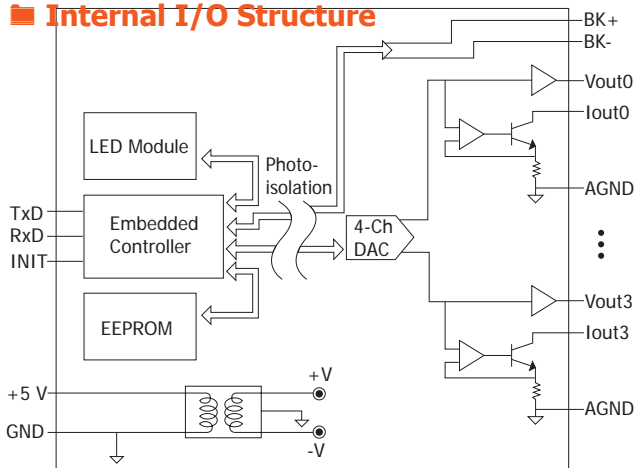 Internal I/O Structure
BK+
BK-
Vout0
Iout0
LED Module
Photo-
isolation
AGND
TxD
RxD
INIT
Embedded
Controller
4-Ch
DAC
Vout3
Iout3
EEPROM
+V
+5 V
AGND
GND
-V